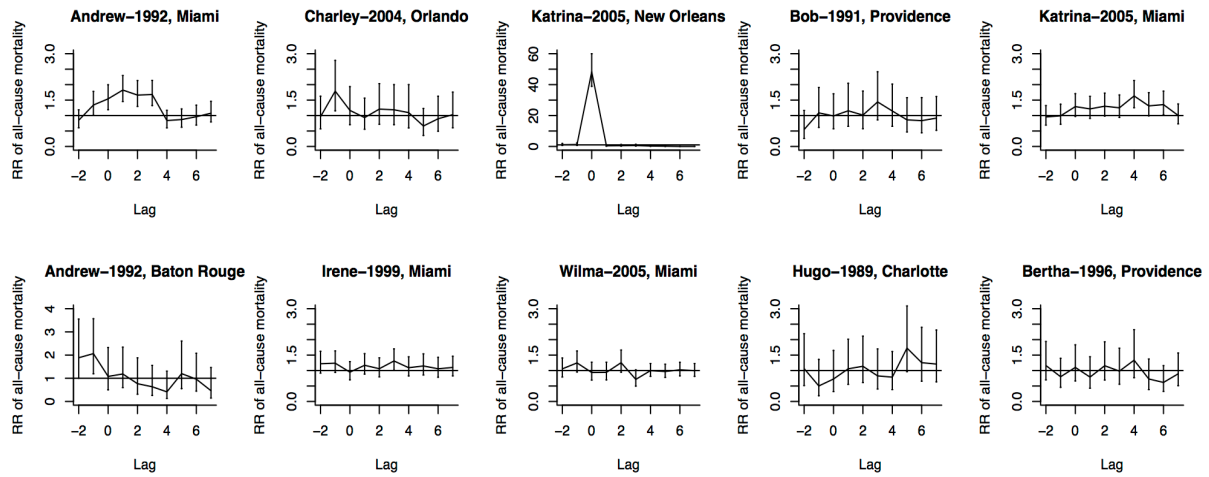 Andrew−1992, Miami
RR of all−cause mortality
0.0 1.5 3.0
−2 0 2 4 6
Lag
Charley−2004, Orlando
RR of all−cause mortality
0.0 1.5 3.0
−2 0 2 4 6
Lag
Katrina−2005, New Orleans
RR of all−cause mortality
0 20 40 60
−2 0 2 4 6
Lag
Bob−1991, Providence
RR of all−cause mortality
0.0 1.5 3.0
−2 0 2 4 6
Lag
Katrina−2005, Miami
RR of all−cause mortality
0.0 1.5 3.0
−2 0 2 4 6
Lag
Andrew−1992, Baton Rouge
RR of all−cause mortality
0 1 2 3 4
−2 0 2 4 6
Lag
Irene−1999, Miami
RR of all−cause mortality
0.0 1.5 3.0
−2 0 2 4 6
Lag
Wilma−2005, Miami
RR of all−cause mortality
0.0 1.5 3.0
−2 0 2 4 6
Lag
Hugo−1989, Charlotte
RR of all−cause mortality
0.0 1.5 3.0
−2 0 2 4 6
Lag
Bertha−1996, Providence
RR of all−cause mortality
0.0 1.5 3.0
−2 0 2 4 6
Lag